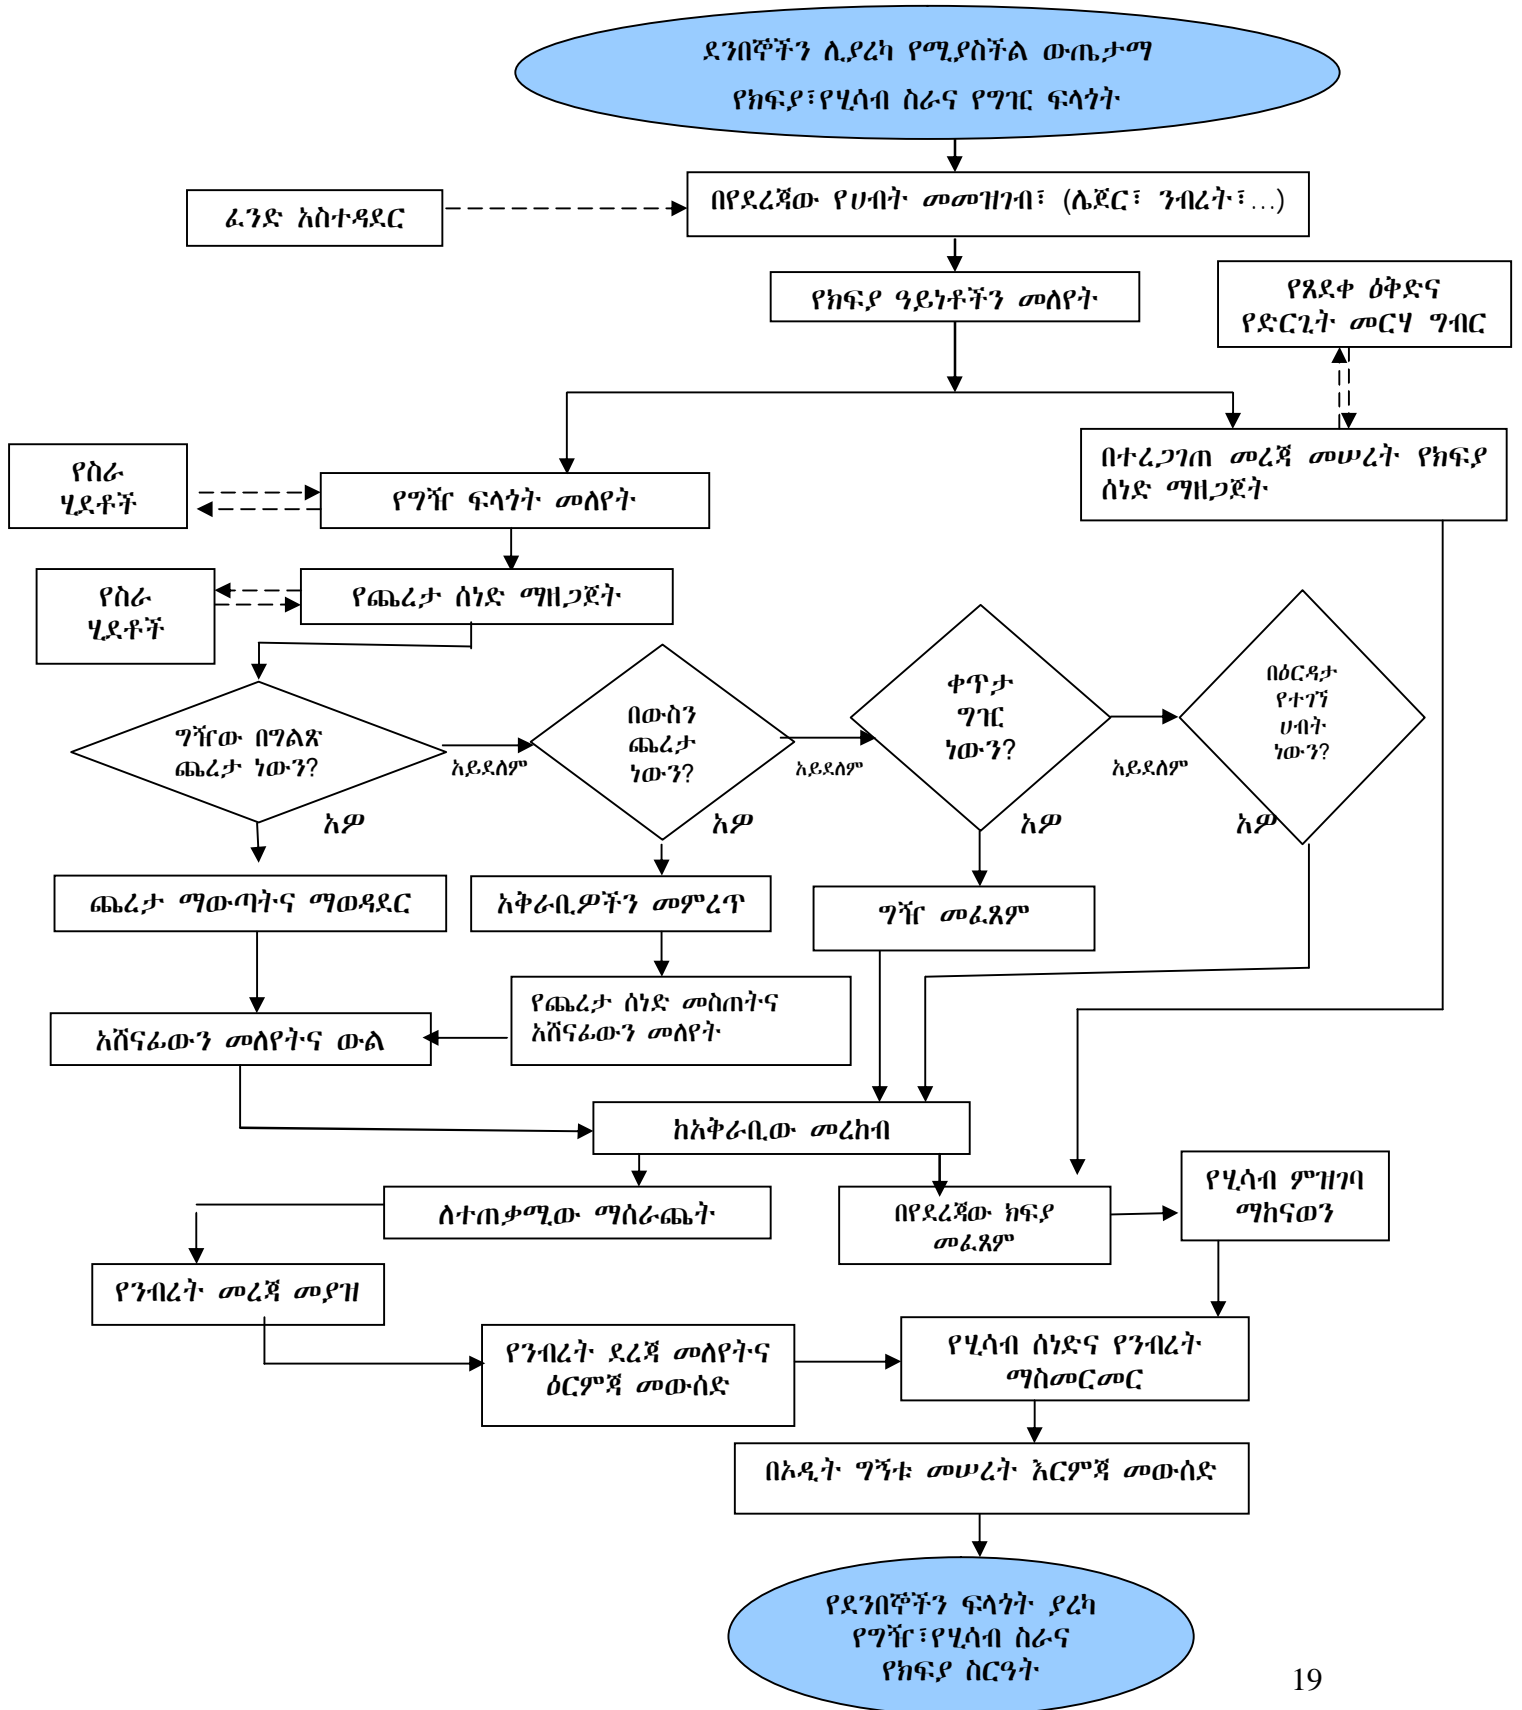 ደንበኞችን ሊያረካ የሚያስችል ውጤታማ
የክፍያ፣የሂሳብ ስራና የግዢ ፍላጎት
ፈንድ አስተዳደር
በየደረጃው የሀብት መመዝገብ፣ (ሌጀር፣ ንብረት፣…)
የክፍያ ዓይነቶችን መለየት
የጸደቀ ዕቅድና
የድርጊት መርሃ ግብር
በተረጋገጠ መረጃ መሠረት የክፍያ
ሰነድ ማዘጋጀት
የስራ
ሂደቶች
የግዥ ፍላጎት መለየት
የስራ
ሂደቶች
የጨረታ ሰነድ ማዘጋጀት
ግዥው በግልጽ
ጨረታ ነውን?
አይደለም
አዎ
በውስን
ጨረታ
ነውን?
አይደለም
አዎ
ቀጥታ
ግዢ
ነውን?
አይደለም
አዎ
በዕርዳታ
የተገኘ
ሀብት
ነውን?
አዎ
ጨረታ ማውጣትና ማወዳደር
አቅራቢዎችን መምረጥ
ግዥ መፈጸም
የጨረታ ሰነድ መስጠትና
አሸናፊውን መለየት
አሸናፊውን መለየትና ውል
ከአቅራቢው መረከብ
ለተጠቃሚው ማሰራጨት
በየደረጃው ክፍያ
መፈጸም
የሂሳብ ምዝገባ
ማከናወን
የንብረት መረጃ መያዝ
የንብረት ደረጃ መለየትና
ዕርምጃ መውሰድ
የሂሳብ ሰነድና የንብረት
ማስመርመር
በኦዲት ግኝቱ መሠረት እርምጃ መውሰድ
የደንበኞችን ፍላጎት ያረካ
የግዥ፣የሂሳብ ስራና
የክፍያ ስርዓት
19